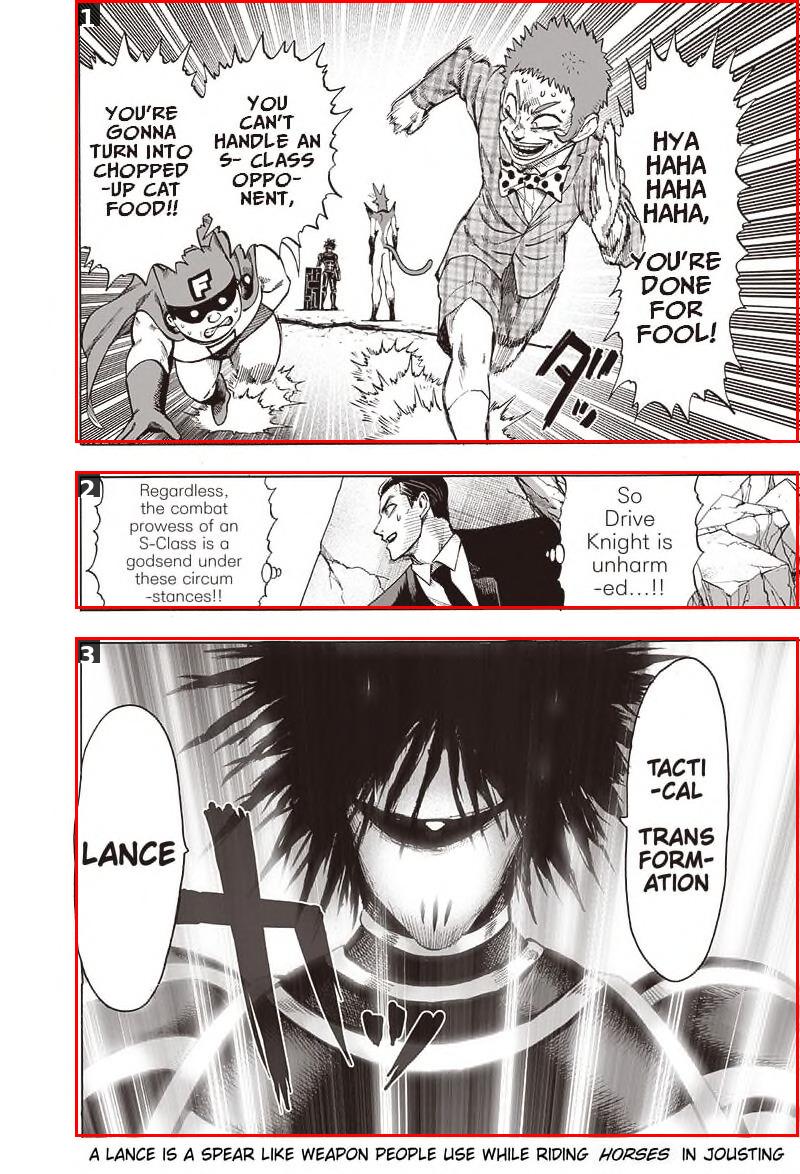 1
HYA
HAHA
HAHA
HAHA,
YOU'RE
DONE
FOR
FOOL!
YOU
CAN'T
HANDLE AN
S- CLASS
OPPO-
NENT,
YOU'RE
GONNA
TURN INTO
CHOPPED
-UP CAT
FOOD!!
F
ダッ
2
So
Drive
Knight is
unharm
-ed...!!
Regardless,
the combat
prowess of an
S-Class is a
godsend under
these circum
-stances!!
3
TACTI
-CAL
TRANS
FORM-
ATION
LANCE
カッ
A LANCE IS A SPEAR LIKE WEAPON PEOPLE USE WHILE RIDING HORSES IN JOUSTING